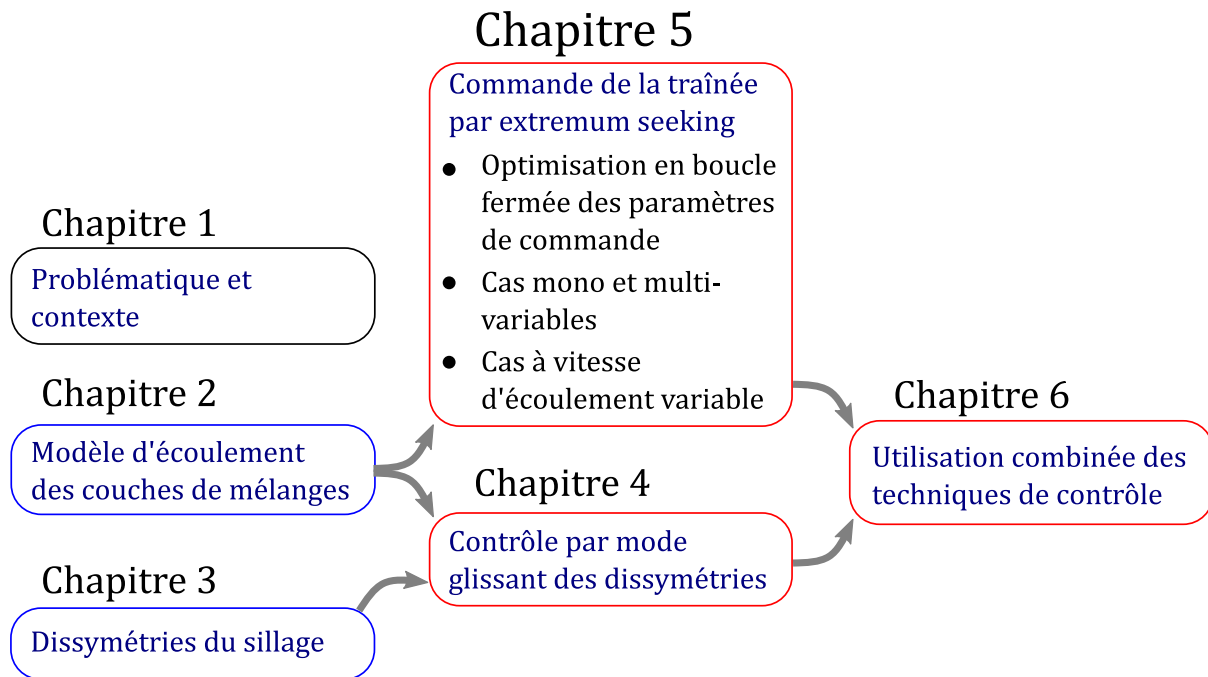 Chapitre 5
Commande de la traînée
par extremum seeking
● Optimisation en boucle
fermée des paramètres
de commande
● Cas mono et multi-
variables
● Cas à vitesse
d'écoulement variable
Chapitre 1
Problématique et
contexte
Chapitre 2
Modèle d'écoulement
des couches de mélanges
Chapitre 3
Dissymétries du sillage
Chapitre 4
Contrôle par mode
glissant des dissymétries
Chapitre 6
Utilisation combinée des
techniques de contrôle